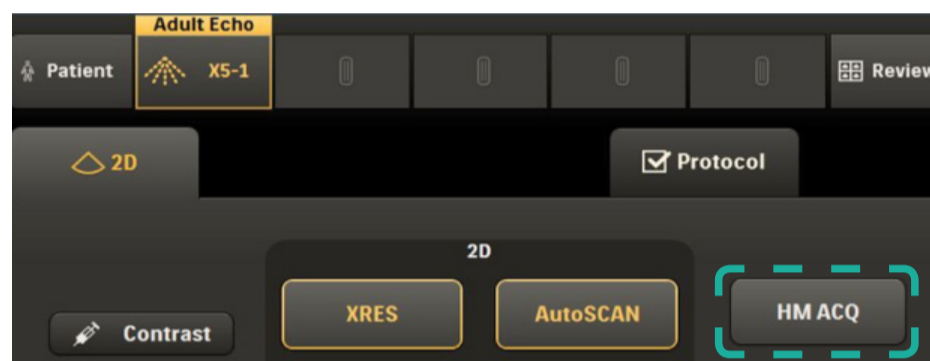 Adult Echo
Patient X5-1 Review
2D Protocol
2D
XRES AutoSCAN HM ACQ
Contrast